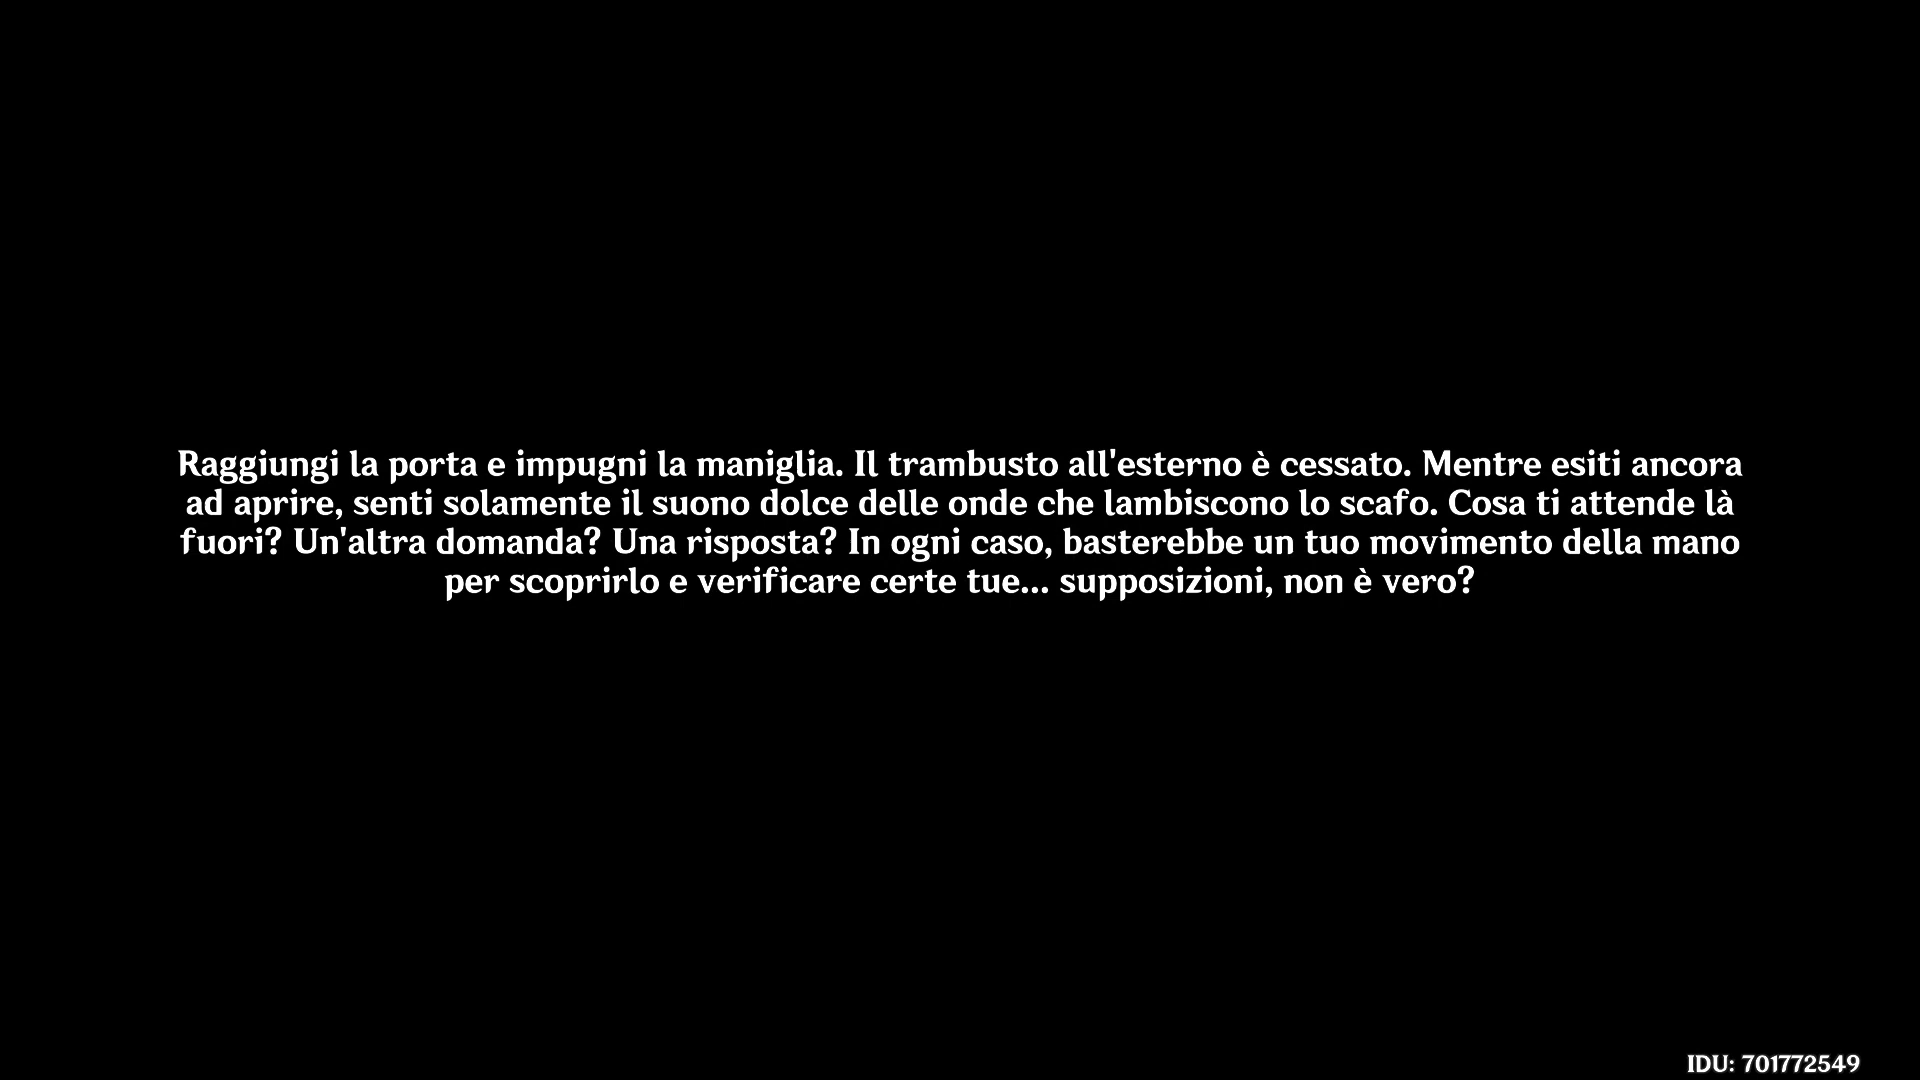 Raggiungi la porta e impugni la maniglia. Il trambusto all'esterno è cessato. Mentre esiti ancora
ad aprire, senti solamente il suono dolce delle onde che lambiscono lo scafo. Cosa ti attende là
fuori? Un'altra domanda? Una risposta? In ogni caso, basterebbe un tuo movimento della mano
per scoprirlo e verificare certe tue... supposizioni, non è vero?
IDU: 701772549